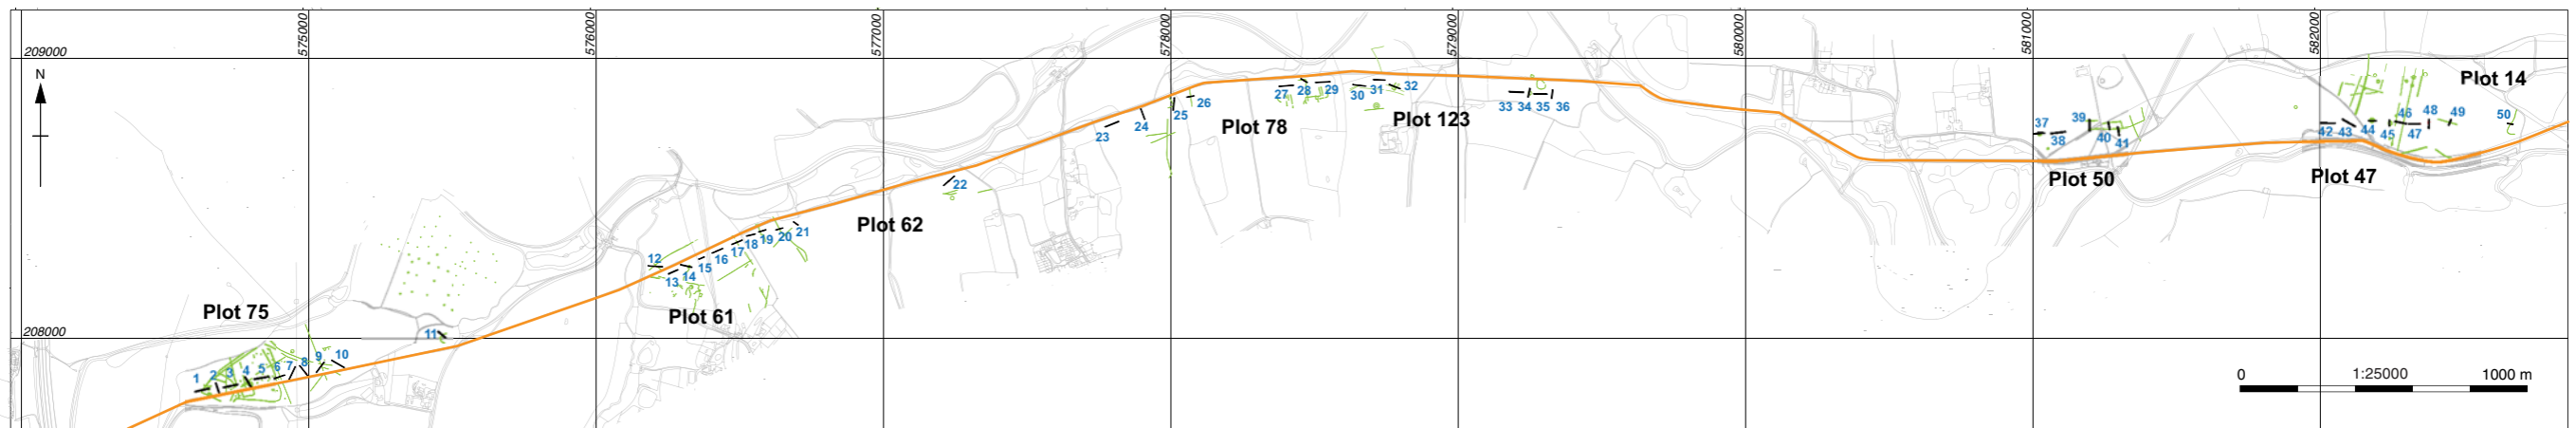 575000
576000
577000
578000
579000
580000
581000
582000
209000
N
Plot 14
27 28 29 30 31 32
26
25
24
23
33 34 35 36
Plot 78
Plot 123
37
38
39
40
41
42 43 44 45 46 47 48 49
50
Plot 50
Plot 47
22
Plot 62
12
13 14 15 16 17 18 19 20 21
Plot 75
Plot 61
208000
11
1 2 3 4 5 6 7 8 9 10
0 1:25000 1000 m